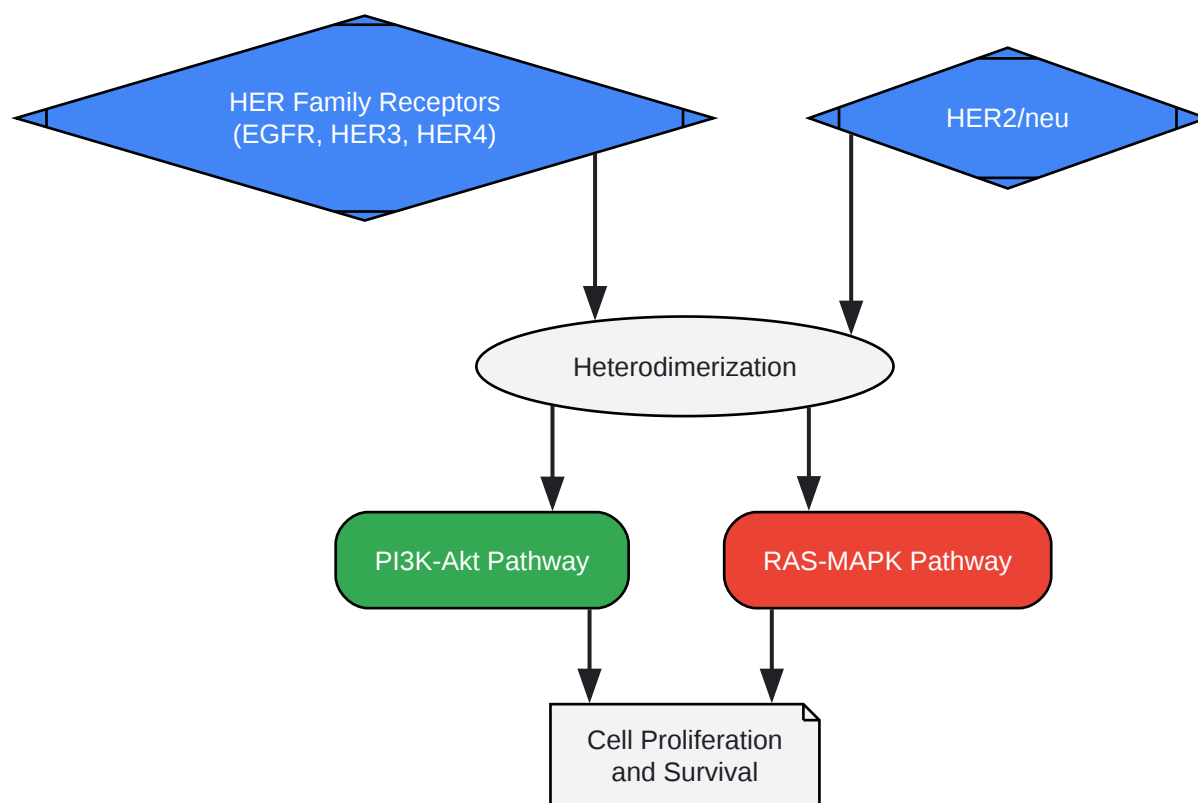 HER Family Receptors
(EGFR, HER3, HER4)
HER2/neu
Heterodimerization
PI3K-Akt Pathway
RAS-MAPK Pathway
Cell Proliferation
and Survival